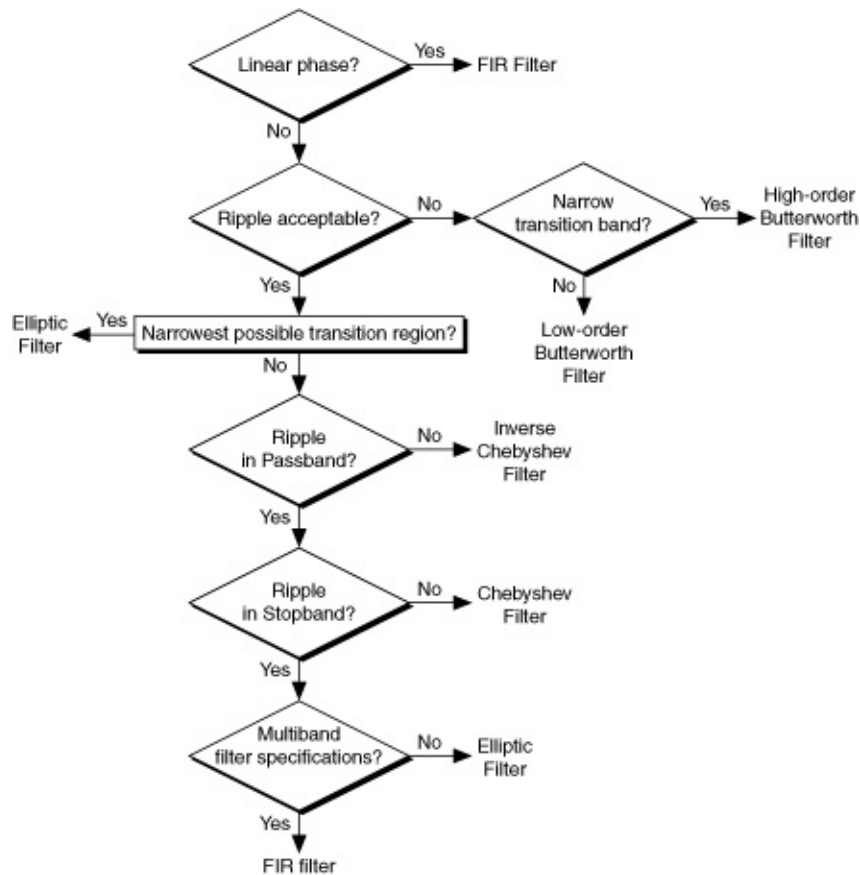 Linear phase?
Yes
FIR Filter
No
Ripple acceptable?
No
Narrow
transition band?
Yes
High-order
Butterworth
Filter
Yes
No
Low-order
Butterworth
Filter
Elliptic
Filter
Yes
Narrowest possible transition region?
No
Ripple
in Passband?
No
Inverse
Chebyshev
Filter
Yes
Ripple
in Stopband?
No
Chebyshev
Filter
Yes
Multiband
filter specifications?
No
Elliptic
Filter
Yes
FIR filter